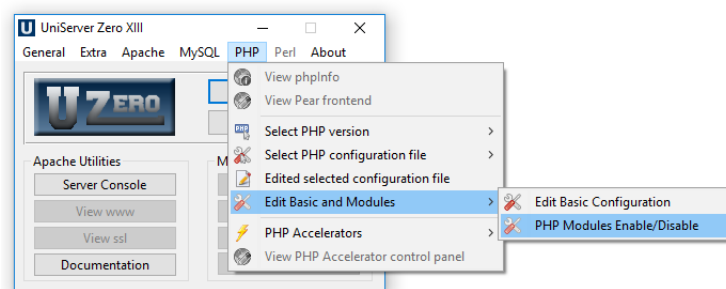 UniServer Zero XIII
General Extra Apache MySQL PHP Perl About
U ZERO
View phpInfo
View Pear frontend
PHP
Select PHP version
Select PHP configuration file
Edited selected configuration file
Edit Basic and Modules
PHP Accelerators
View PHP Accelerator control panel
Edit Basic Configuration
PHP Modules Enable/Disable
Apache Utilities
Server Console
View www
View ssl
Documentation
M